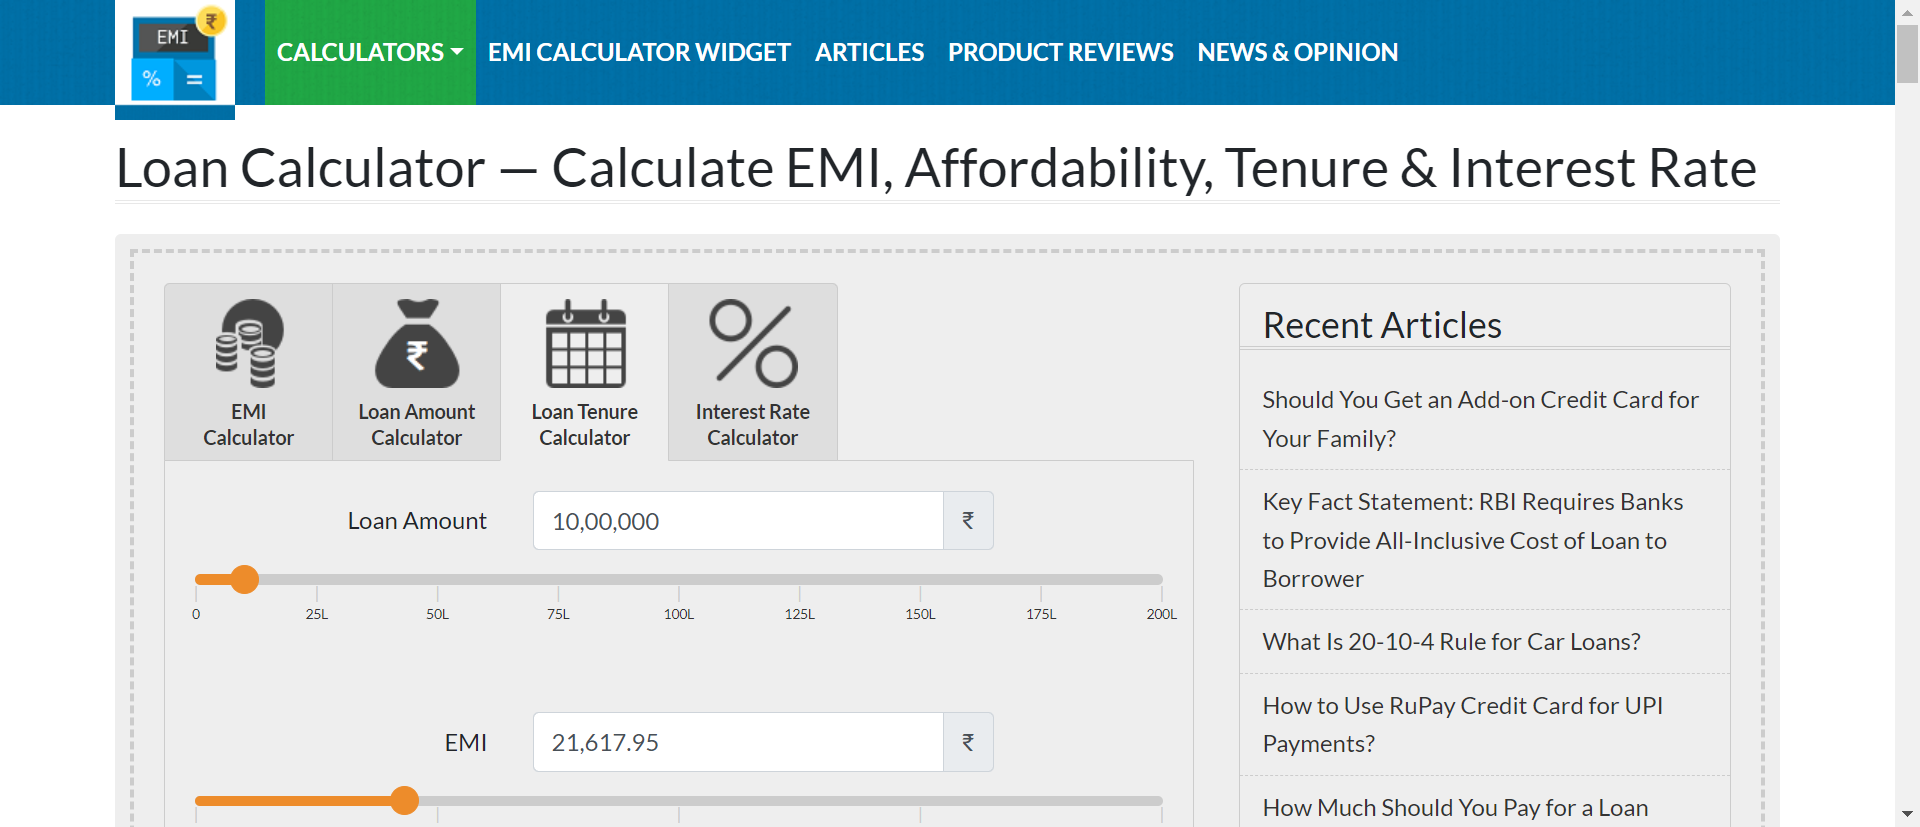 EMI
₹
%
=
CALCULATORS
EMI CALCULATOR WIDGET
ARTICLES
PRODUCT REVIEWS
NEWS & OPINION
Loan Calculator — Calculate EMI, Affordability, Tenure & Interest Rate
EMI
Calculator
₹
Loan Amount
Calculator
Loan Tenure
Calculator
Interest Rate
Calculator
Loan Amount
10,00,000
₹
0 25L 50L 75L 100L 125L 150L 175L 200L
EMI
21,617.95
₹
Recent Articles
Should You Get an Add-on Credit Card for
Your Family?
Key Fact Statement: RBI Requires Banks
to Provide All-Inclusive Cost of Loan to
Borrower
What Is 20-10-4 Rule for Car Loans?
How to Use RuPay Credit Card for UPI
Payments?
How Much Should You Pay for a Loan